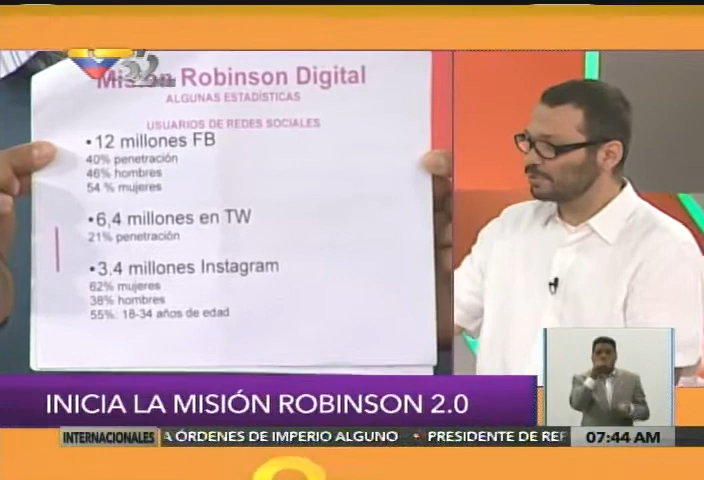 Misión Robinson Digital
ALGUNAS ESTADÍSTICAS
USUARIOS DE REDES SOCIALES
•12 millones FB
40% penetración
46% hombres
54 % mujeres
•6,4 millones en TW
21% penetración
•3.4 millones Instagram
62% mujeres
38% hombres
55%: 18-34 años de edad
INICIA LA MISIÓN ROBINSON 2.0
INTERNACIONALES A ÓRDENES DE IMPERIO ALGUNO • PRESIDENTE DE REF 07:44 AM